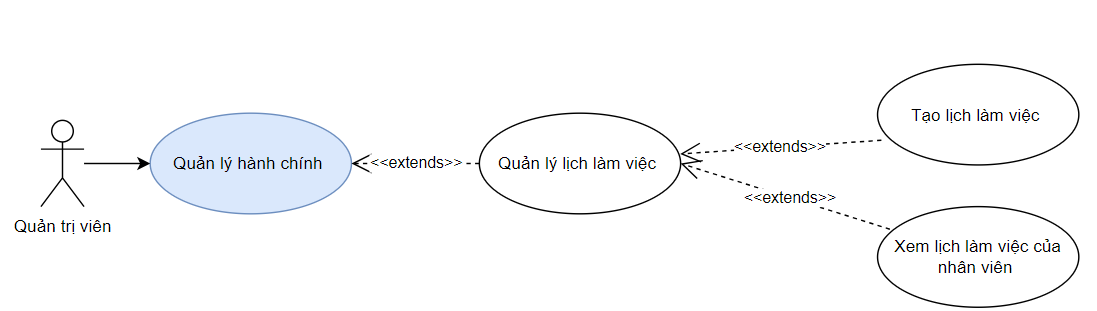 Quản trị viên
Quản lý hành chính
<<extends>>
Quản lý lịch làm việc
<<extends>>
Tạo lịch làm việc
<<extends>>
Xem lịch làm việc của
nhân viên